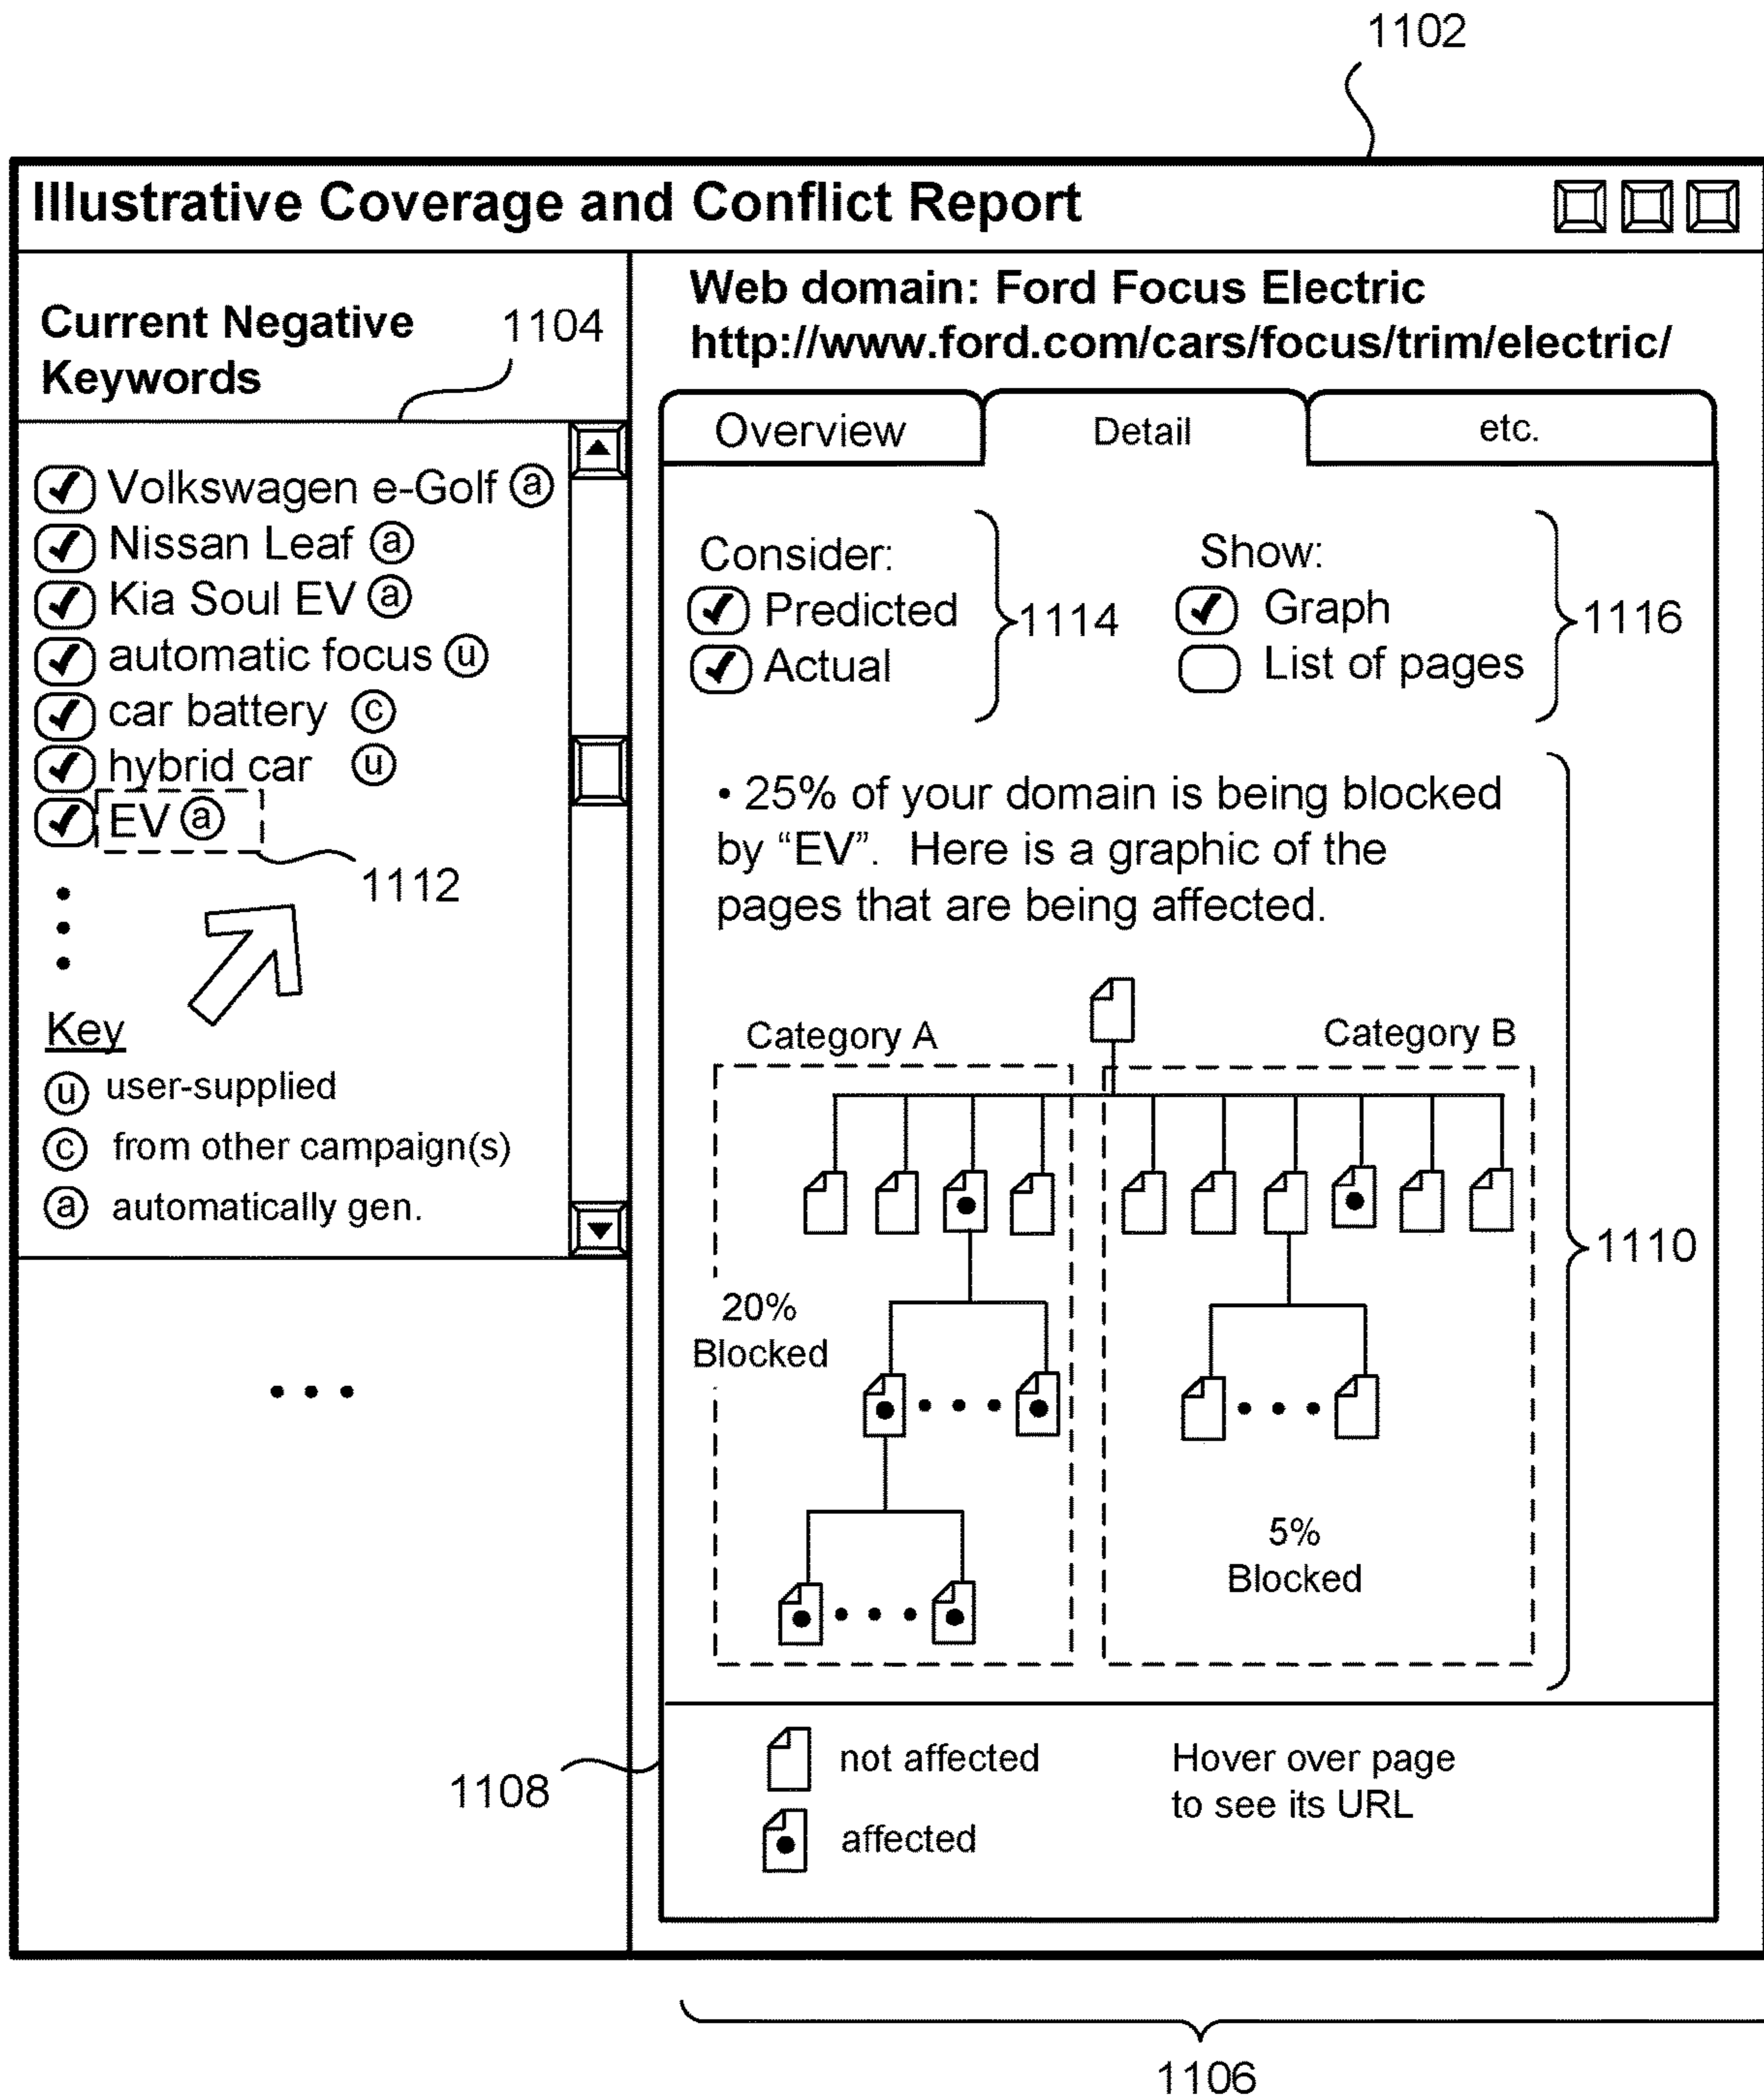 1102
Illustrative Coverage and Conflict Report
Current Negative
Keywords
1104
Volkswagen e-Golf a
Nissan Leaf a
Kia Soul EV a
automatic focus u
car battery c
hybrid car u
EV a
1112
Key
u user-supplied
c from other campaign(s)
a automatically gen.
Web domain: Ford Focus Electric
http://www.ford.com/cars/focus/trim/electric/
Overview Detail etc.
Consider:
Predicted
Actual
1114
Show:
Graph
List of pages
1116
• 25% of your domain is being blocked
by “EV”. Here is a graphic of the
pages that are being affected.
Category A
Category B
20%
Blocked
5%
Blocked
1110
1108
not affected
affected
Hover over page
to see its URL
1106